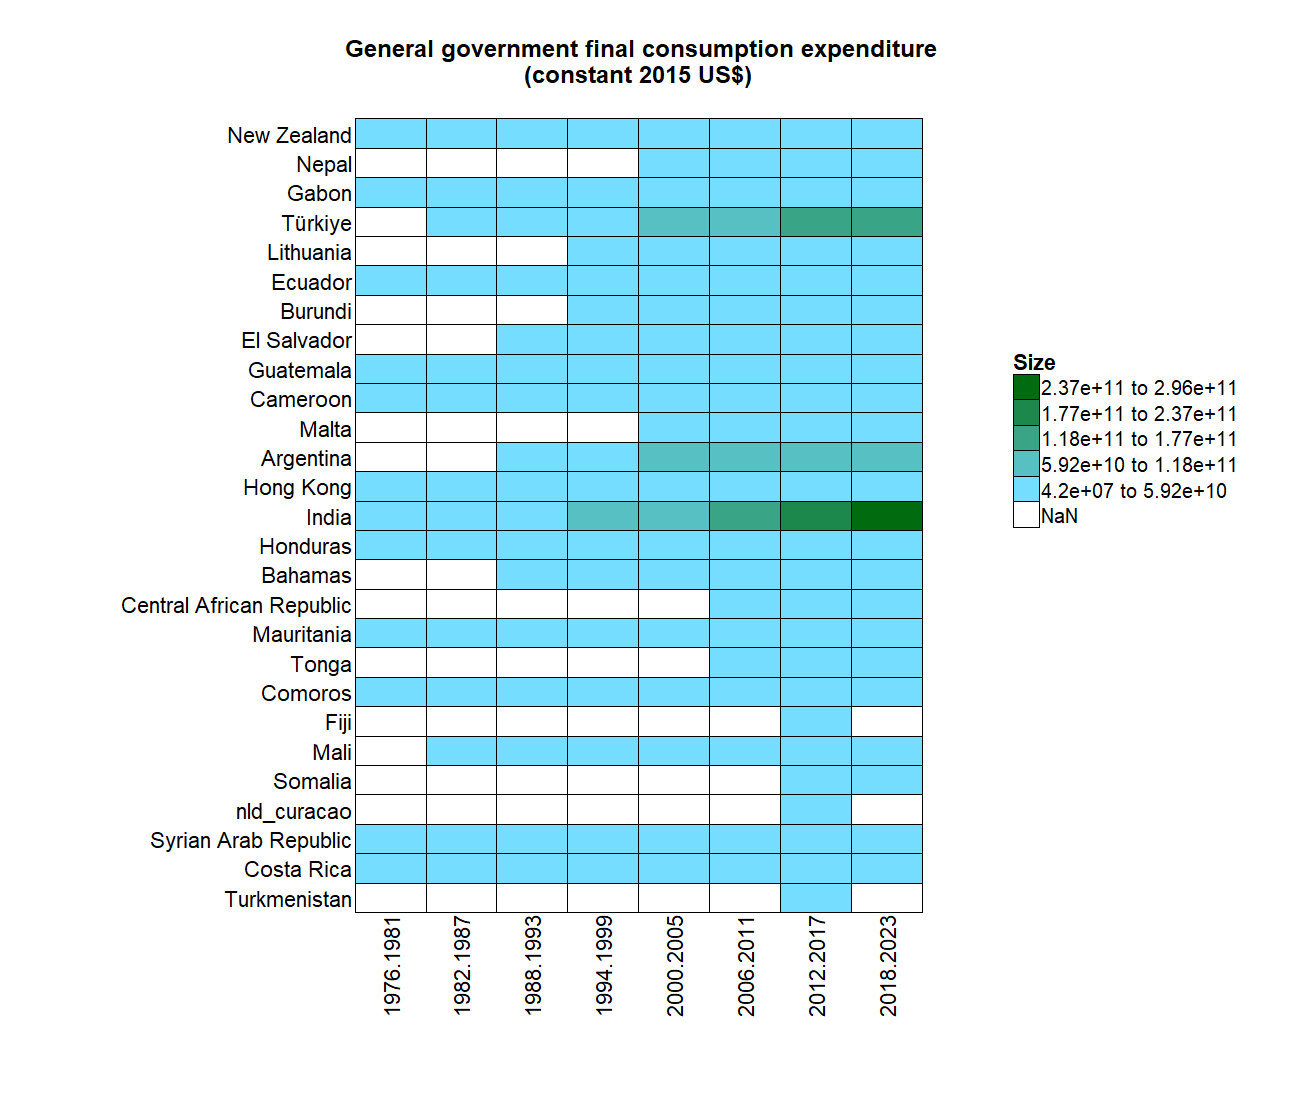 General government final consumption expenditure
(constant 2015 US$)
New Zealand
Nepal
Gabon
Türkiye
Lithuania
Ecuador
Burundi
El Salvador
Guatemala
Cameroon
Malta
Argentina
Hong Kong
India
Honduras
Bahamas
Central African Republic
Mauritania
Tonga
Comoros
Fiji
Mali
Somalia
nld_curacao
Syrian Arab Republic
Costa Rica
Turkmenistan
1976.1981
1982.1987
1988.1993
1994.1999
2000.2005
2006.2011
2012.2017
2018.2023
Size
2.37e+11 to 2.96e+11
1.77e+11 to 2.37e+11
1.18e+11 to 1.77e+11
5.92e+10 to 1.18e+11
4.2e+07 to 5.92e+10
NaN